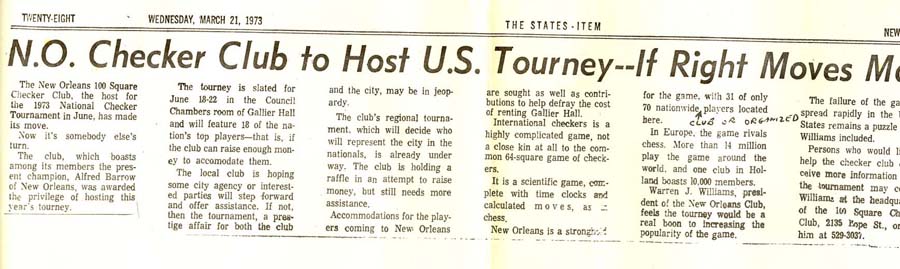 TWENTY-EIGHT
WEDNESDAY, MARCH 21, 1973
THE STATES-ITEM
NEW
N.O. Checker Club to Host U.S. Tourney--If Right Moves Mo
The New Orleans 100 Square
Checker Club, the host for
the 1973 National Checker
Tournament in June, has made
its move.
Now it's somebody else's
turn.
The club, which boasts
among its members the pres-
ent champion, Alfred Barrow
of New Orleans, was awarded
the privilege of hosting this
year's tourney.
The tourney is slated for
June 18-22 in the Council
Chambers room of Gallier Hall
and will feature 18 of the na-
tion's top players—that is, if
the club can raise enough mon-
ey to accomodate them.
The local club is hoping
some city agency or interest-
ed parties will step forward
and offer assistance. If not,
then the tournament, a pres-
tige affair for both the club
and the city, may be in jeop-
ardy.
The club's regional tourna-
ment, which will decide who
will represent the city in the
nationals, is already under
way. The club is holding a
raffle in an attempt to raise
money, but still needs more
assistance.
Accommodations for the play-
ers coming to New Orleans
are sought as well as contri-
butions to help defray the cost
of renting Gallier Hall.
International checkers is a
highly complicated game, not
a close kin at all to the com-
mon 64-square game of check-
ers.
It is a scientific game, com-
plete with time clocks and
calculated moves, as in
chess.
New Orleans is a stronghold
for the game, with 31 of only
70 nationwide players located
here.
CLUB OR ORGANIZED
In Europe, the game rivals
chess. More than 14 million
play the game around the
world, and one club in Hol-
land boasts 10,000 members.
Warren J. Williams, presi-
dent of the New Orleans Club,
feels the tourney would be a
real boon to increasing the
popularity of the game.
The failure of the ga
spread rapidly in the
States remains a puzzle
Williams included.
Persons who would li
help the checker club
ceive more information
the tournament may c
Williams at the headqua
of the 100 Square Ch
Club, 2135 Pope St., or
him at 529-3037.